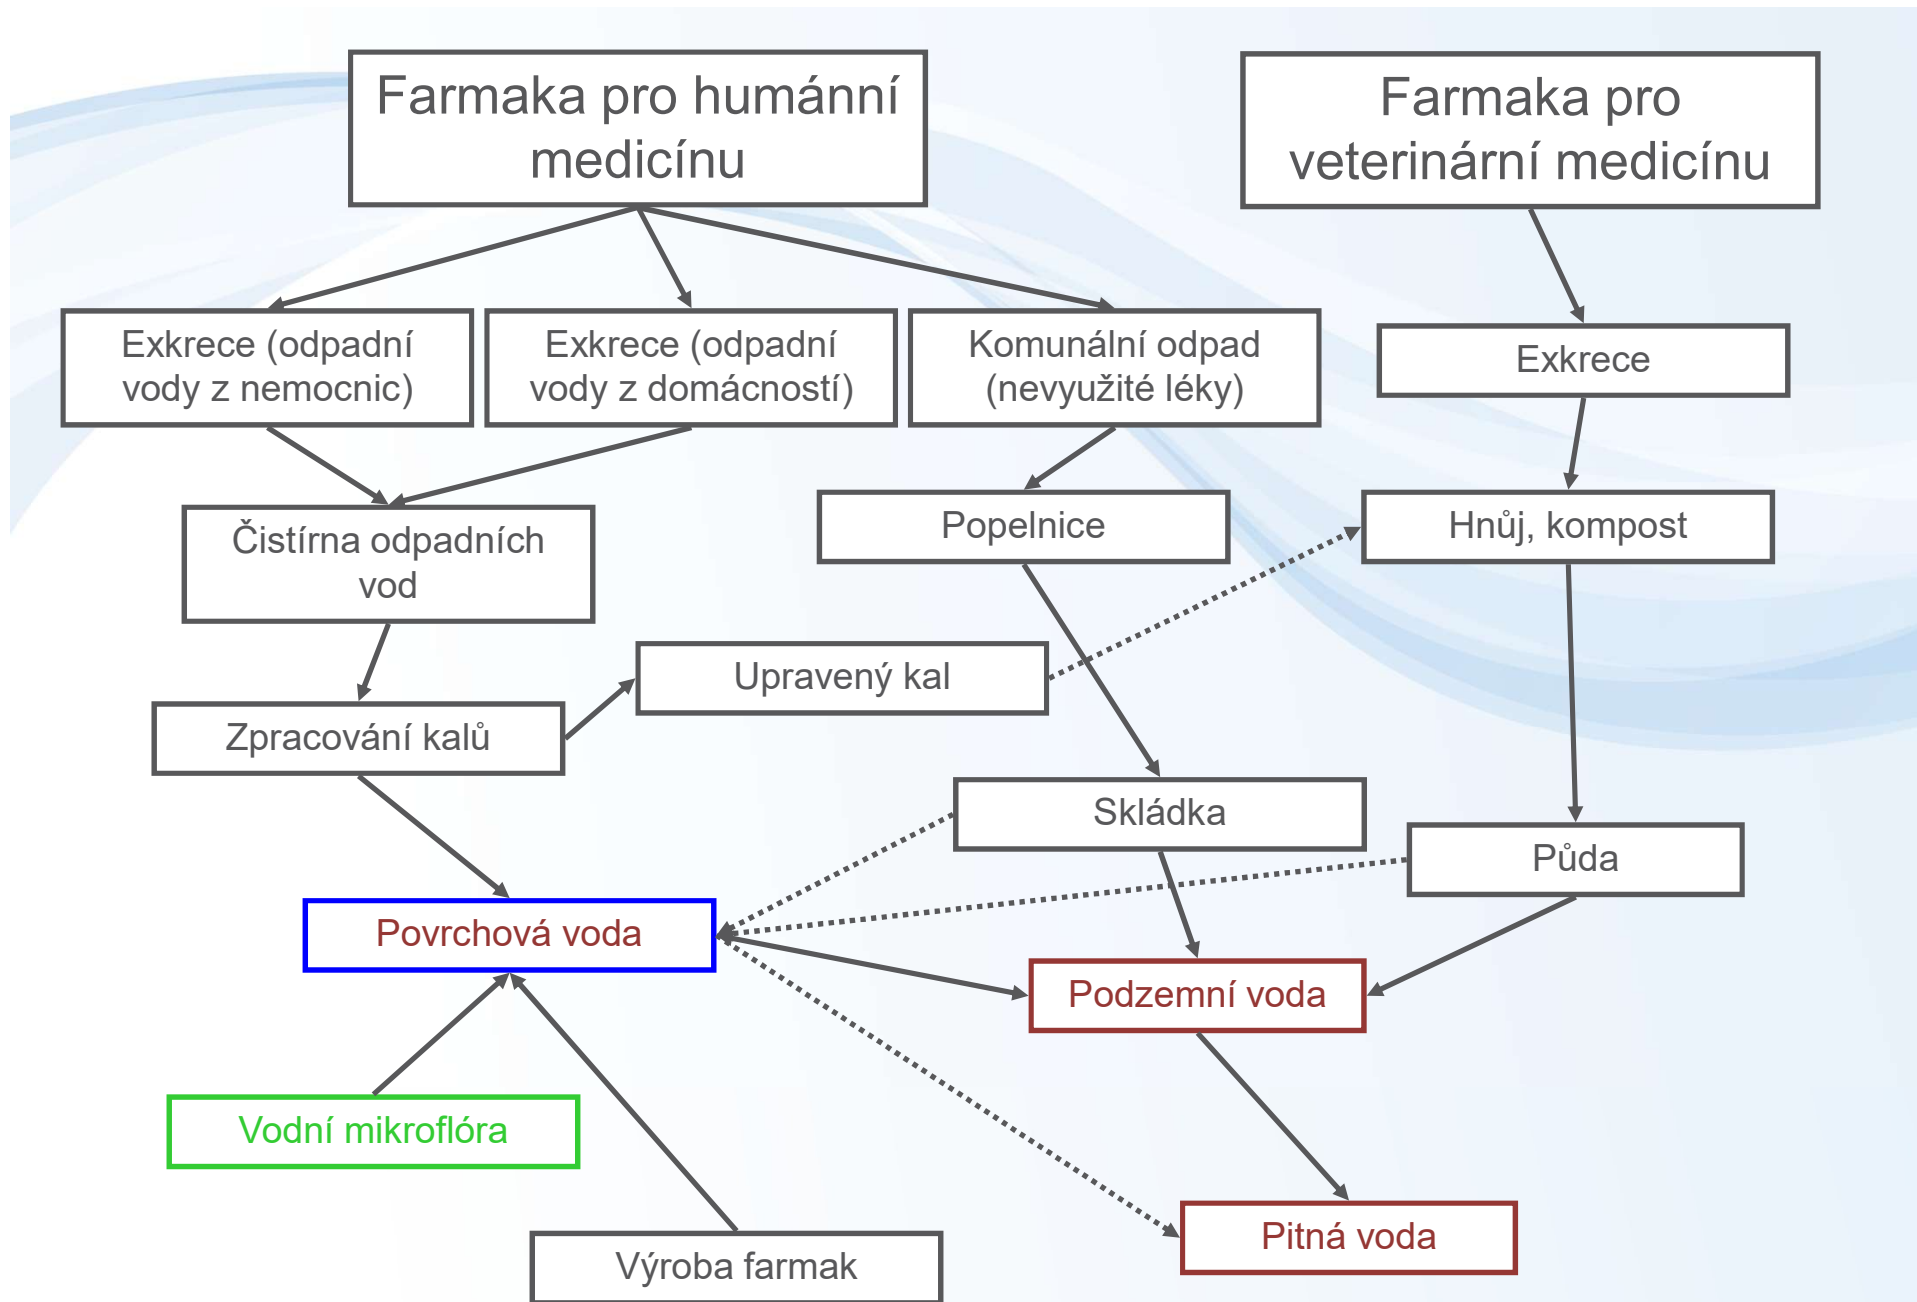 Farmaka pro humánní
medicínu
Farmaka pro
veterinární medicínu
Exkrece (odpadní
vody z nemocnic)
Exkrece (odpadní
vody z domácností)
Komunální odpad
(nevyužité léky)
Exkrece
Čistírna odpadních
vod
Popelnice
Hnůj, kompost
Upravený kal
Zpracování kalů
Skládka
Půda
Povrchová voda
Podzemní voda
Vodní mikroflóra
Pitná voda
Výroba farmak